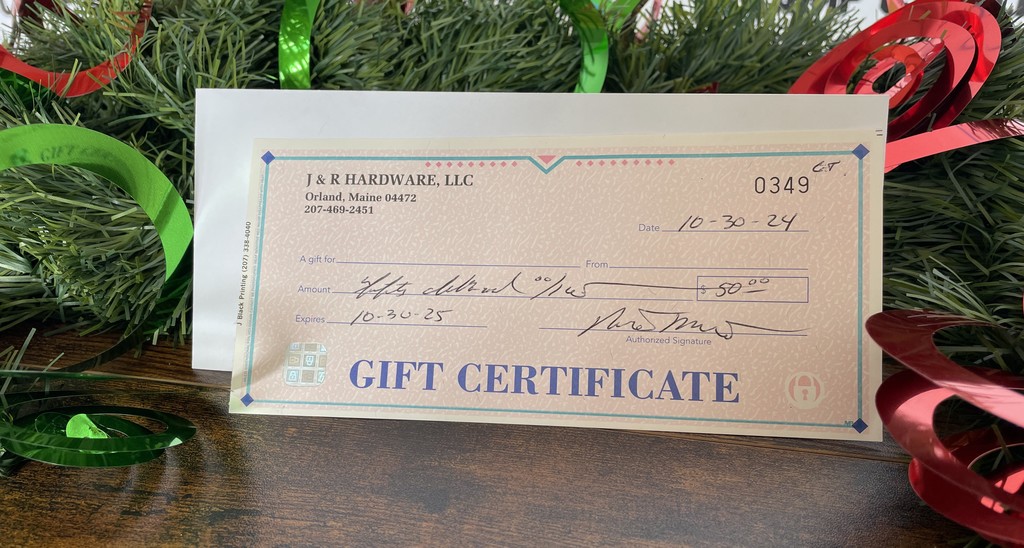 J & R HARDWARE, LLC
Orland, Maine 04472
207-469-2451
0349
Date 10-30-24
A gift for From
Amount Fifty dollars 00/100 $ 50.00
Expires 10-30-25
Authorized Signature
GIFT CERTIFICATE
J Black Printing (207) 338-4040